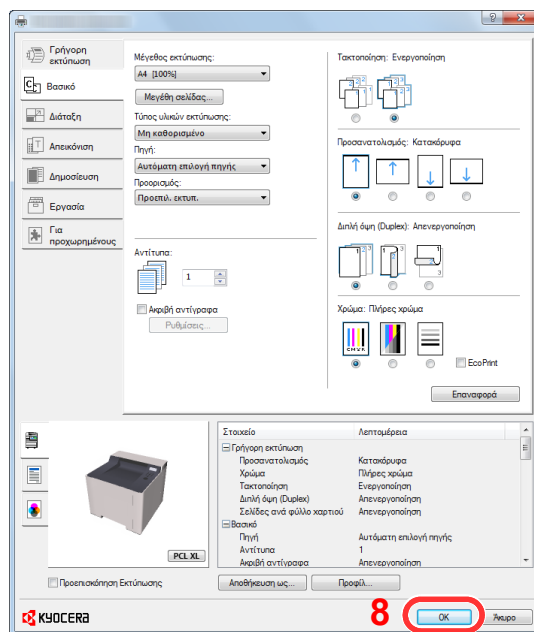 Γρήγορη
εκτύπωση
Βασικό
Διάταξη
Απεικόνιση
Δημοσίευση
Εργασία
Για
προχωρημένους
Μέγεθος εκτύπωσης:
A4 [100%]
Μεγέθη σελίδας...
Τύπος υλικών εκτύπωσης:
Μη καθορισμένο
Πηγή:
Αυτόματη επιλογή πηγής
Προορισμός:
Προεπιλ. εκτυπ.
Αντίτυπα:
1
Ακριβή αντίγραφα
Ρυθμίσεις...
Τακτοποίηση: Ενεργοποίηση
Προσανατολισμός: Κατακόρυφα
Διπλή όψη (Duplex): Απενεργοποίηση
Χρώμα: Πλήρες χρώμα
CMYK
EcoPrint
Επαναφορά
PCL XL
Προεπισκόπηση Εκτύπωσης
Στοιχείο Λεπτομέρεια
Γρήγορη εκτύπωση
Προσανατολισμός Κατακόρυφα
Χρώμα Πλήρες χρώμα
Τακτοποίηση Ενεργοποίηση
Διπλή όψη (Duplex) Απενεργοποίηση
Σελίδες ανά φύλλο χαρτιού Απενεργοποίηση
Βασικό
Πηγή Αυτόματη επιλογή πηγής
Αντίτυπα 1
Ακριβή αντίγραφα Απενεργοποίηση
Αποθήκευση ως... Προφίλ...
KYOCERA
8
OK Άκυρο